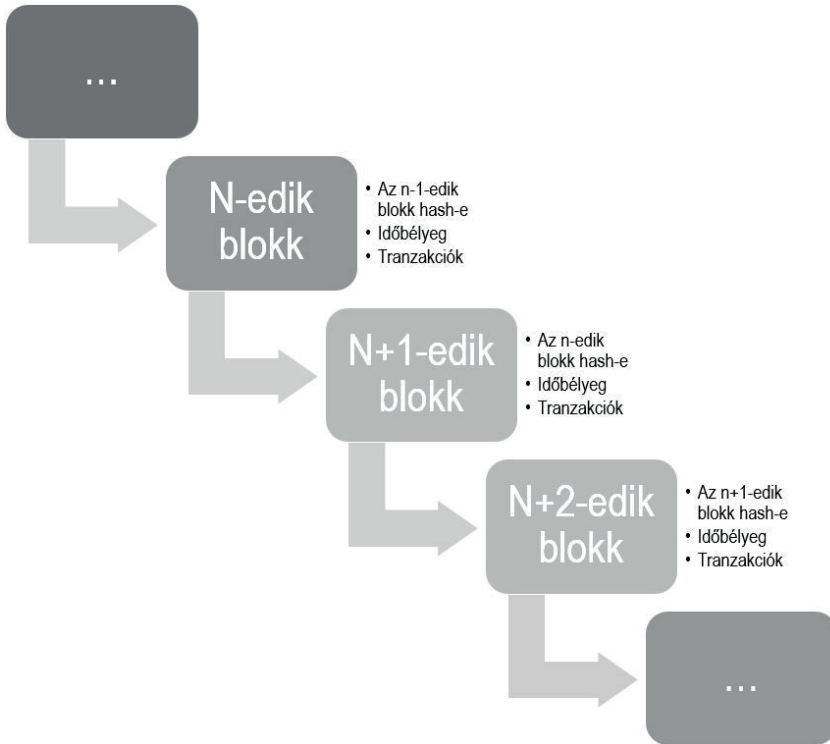 ...
N-edik
blokk
• Az n-1-edik
blokk hash-e
• Időbélyeg
• Tranzakciók
N+1-edik
blokk
• Az n-edik
blokk hash-e
• Időbélyeg
• Tranzakciók
N+2-edik
blokk
• Az n+1-edik
blokk hash-e
• Időbélyeg
• Tranzakciók
...